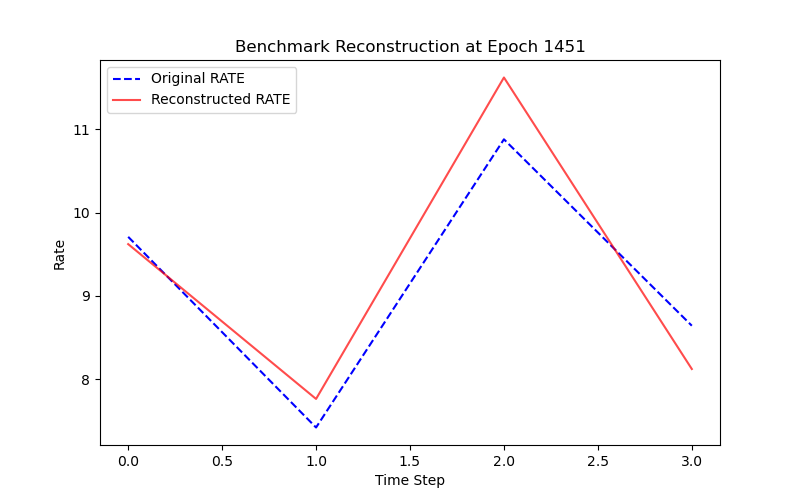 Benchmark Reconstruction at Epoch 1451
Original RATE
Reconstructed RATE
11
10
9
8
Rate
0.0 0.5 1.0 1.5 2.0 2.5 3.0
Time Step